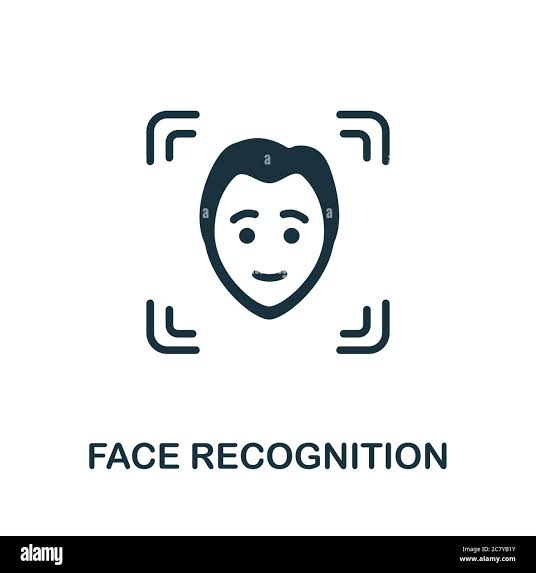 a
a a
a
FACE RECOGNITION
alamy
Image ID: 2C7YB1Y
www.alamy.com